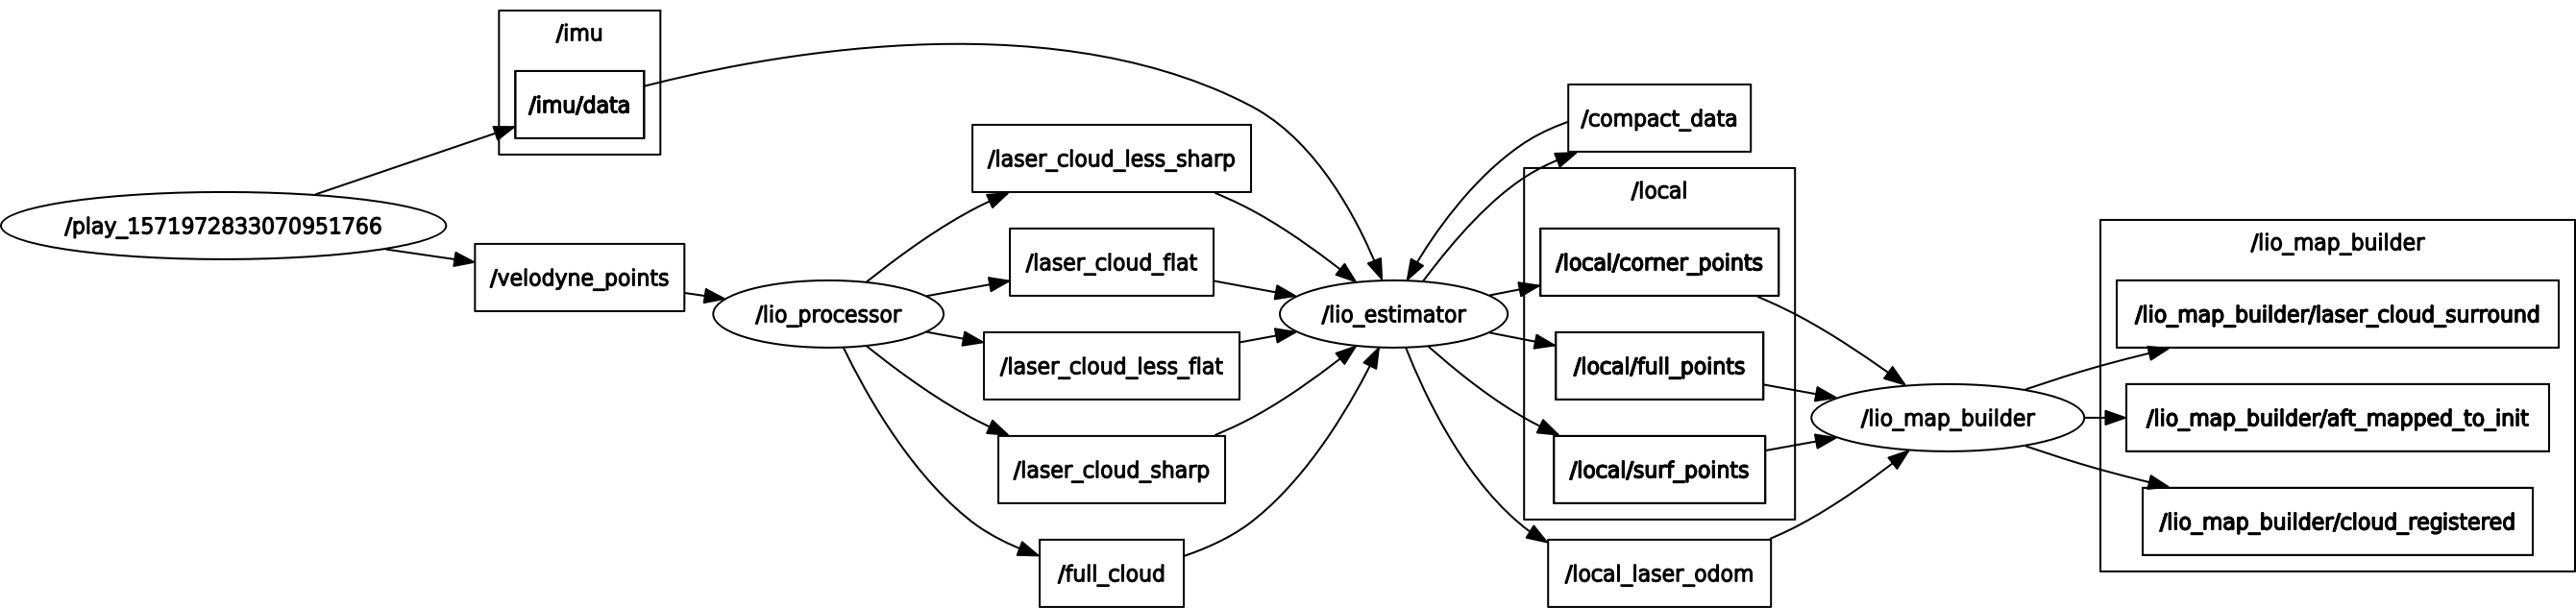 /imu
/imu/data
/play_1571972833070951766
/velodyne_points
/lio_processor
/laser_cloud_less_sharp
/laser_cloud_flat
/laser_cloud_less_flat
/laser_cloud_sharp
/full_cloud
/lio_estimator
/compact_data
/local
/local/corner_points
/local/full_points
/local/surf_points
/local_laser_odom
/lio_map_builder
/lio_map_builder
/lio_map_builder/laser_cloud_surround
/lio_map_builder/aft_mapped_to_init
/lio_map_builder/cloud_registered